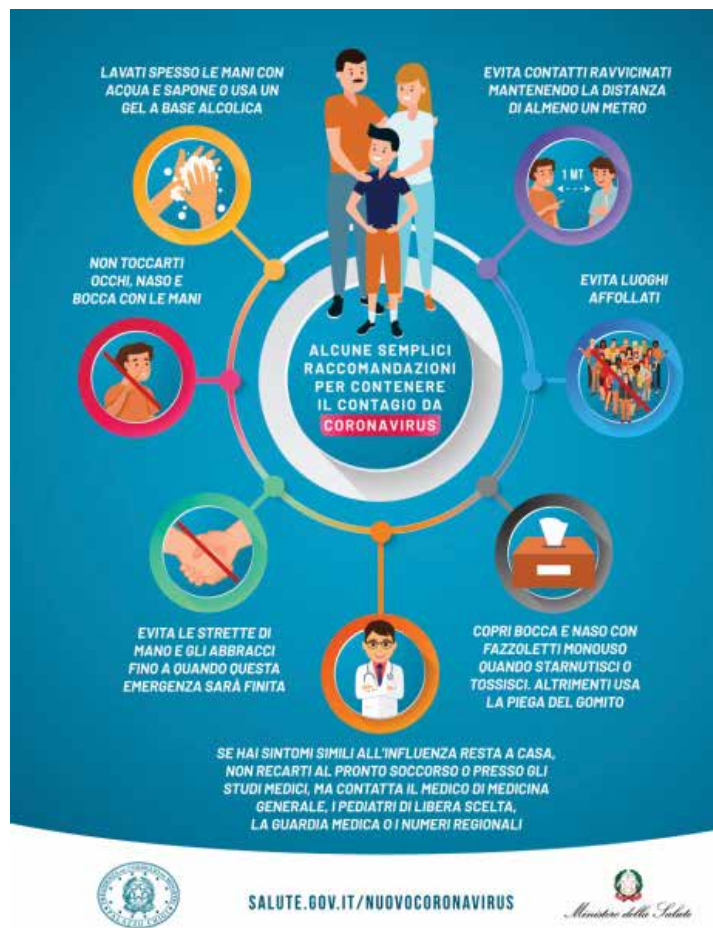 LAVATI SPESSO LE MANI CON
ACQUA E SAPONE O USA UN
GEL A BASE ALCOLICA
EVITA CONTATTI RAVVICINATI
MANTENENDO LA DISTANZA
DI ALMENO UN METRO
1 MT
NON TOCCARTI
OCCHI, NASO E
BOCCA CON LE MANI
EVITA LUOGHI
AFFOLLATI
ALCUNE SEMPLICI
RACCOMANDAZIONI
PER CONTENERE
IL CONTAGIO DA
CORONAVIRUS
EVITA LE STRETTE DI
MANO E GLI ABBRACCI
FINO A QUANDO QUESTA
EMERGENZA SARÀ FINITA
COPRI BOCCA E NASO CON
FAZZOLETTI MONOUSO
QUANDO STARNUTISCI O
TOSSISCI. ALTRIMENTI USA
LA PIEGA DEL GOMITO
SE HAI SINTOMI SIMILI ALL'INFLUENZA RESTA A CASA,
NON RECARTI AL PRONTO SOCCORSO O PRESSO GLI
STUDI MEDICI, MA CONTATTA IL MEDICO DI MEDICINA
GENERALE, I PEDIATRI DI LIBERA SCELTA,
LA GUARDIA MEDICA O I NUMERI REGIONALI
SALUTE.GOV.IT/NUOVOCORONAVIRUS
Ministero della Salute